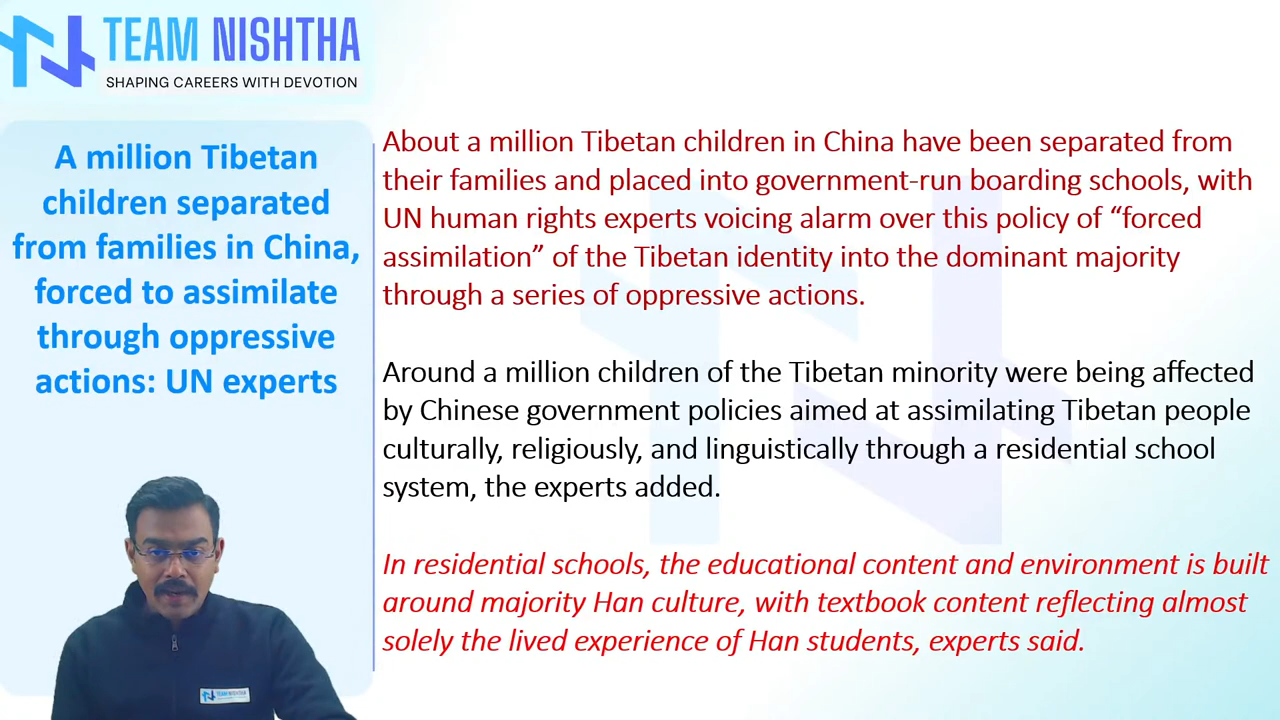 TEAM NISHTHA
SHAPING CAREERS WITH DEVOTION
A million Tibetan
children separated
from families in China,
forced to assimilate
through oppressive
actions: UN experts
About a million Tibetan children in China have been separated from
their families and placed into government-run boarding schools, with
UN human rights experts voicing alarm over this policy of “forced
assimilation” of the Tibetan identity into the dominant majority
through a series of oppressive actions.
Around a million children of the Tibetan minority were being affected
by Chinese government policies aimed at assimilating Tibetan people
culturally, religiously, and linguistically through a residential school
system, the experts added.
In residential schools, the educational content and environment is built
around majority Han culture, with textbook content reflecting almost
solely the lived experience of Han students, experts said.
TEAM NISHTHA